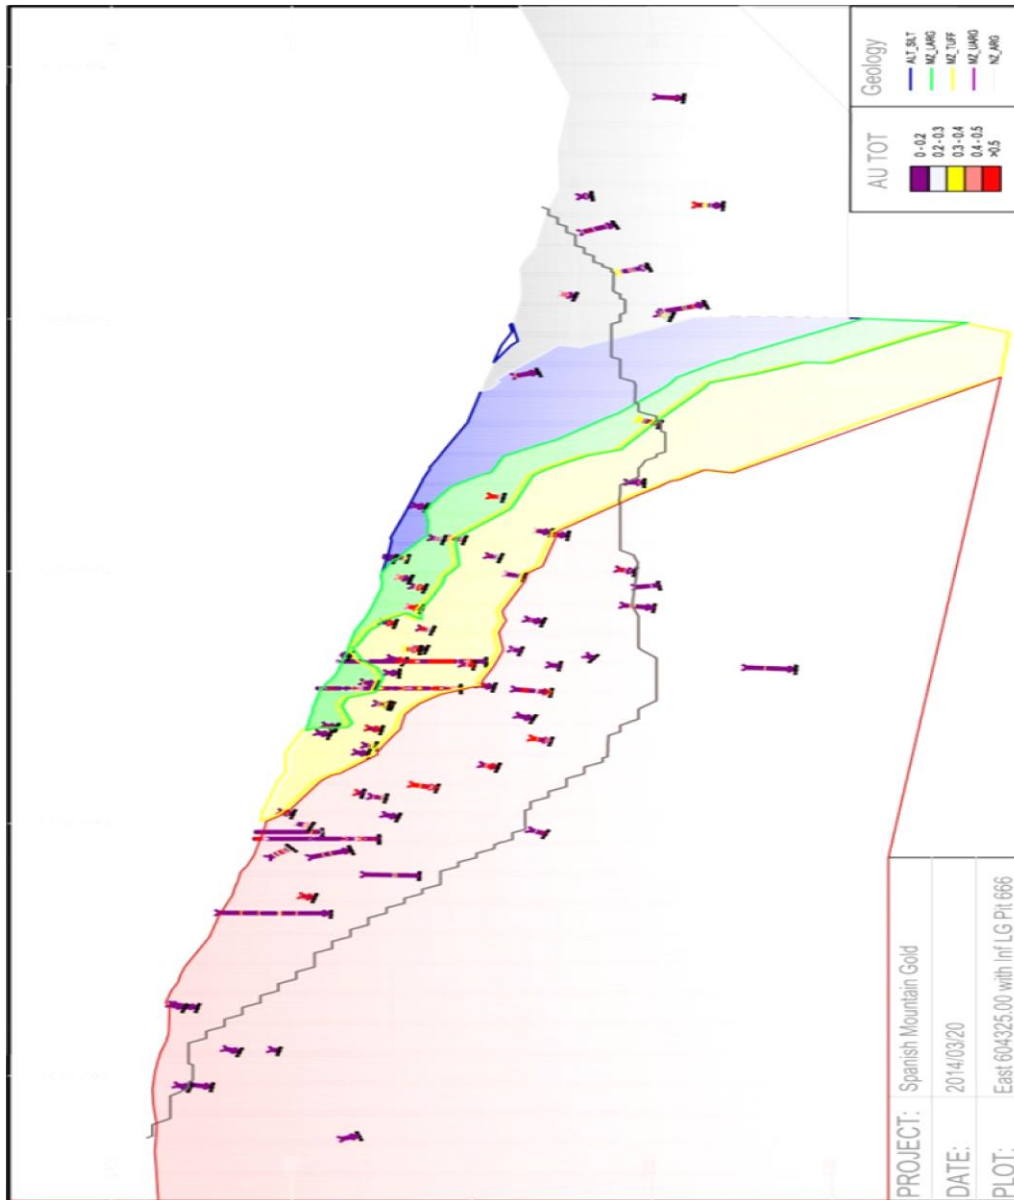 Geology
ALT_SILT
MZ_LARG
MZ_TUFF
MZ_UARG
NZ_ARG
AU TOT
0 - 0.2
0.2 - 0.3
0.3 - 0.4
0.4 - 0.5
>0.5
PROJECT: Spanish Mountain Gold
DATE: 2014/03/20
PLOT: East 604325.00 with Inf LG Pit 666